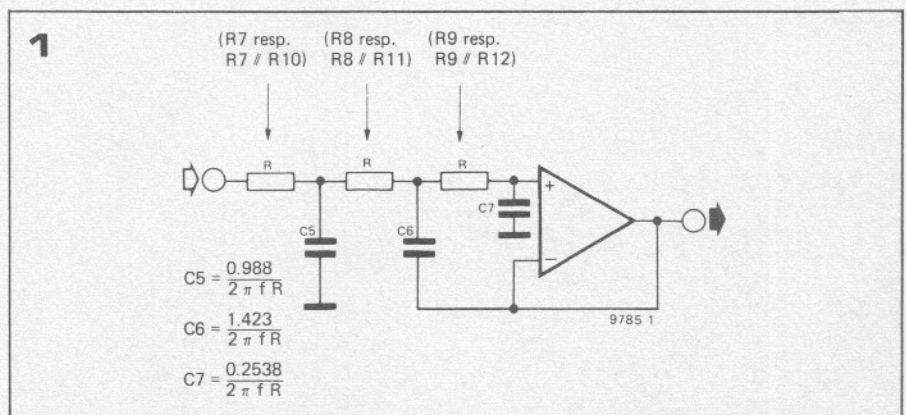 1
(R7 resp.
R7 // R10)
(R8 resp.
R8 // R11)
(R9 resp.
R9 // R12)
R
R
R
+
C7
C5
C6
−
C5 = 0.988 / 2 π f R
C6 = 1.423 / 2 π f R
C7 = 0.2538 / 2 π f R
9785 1